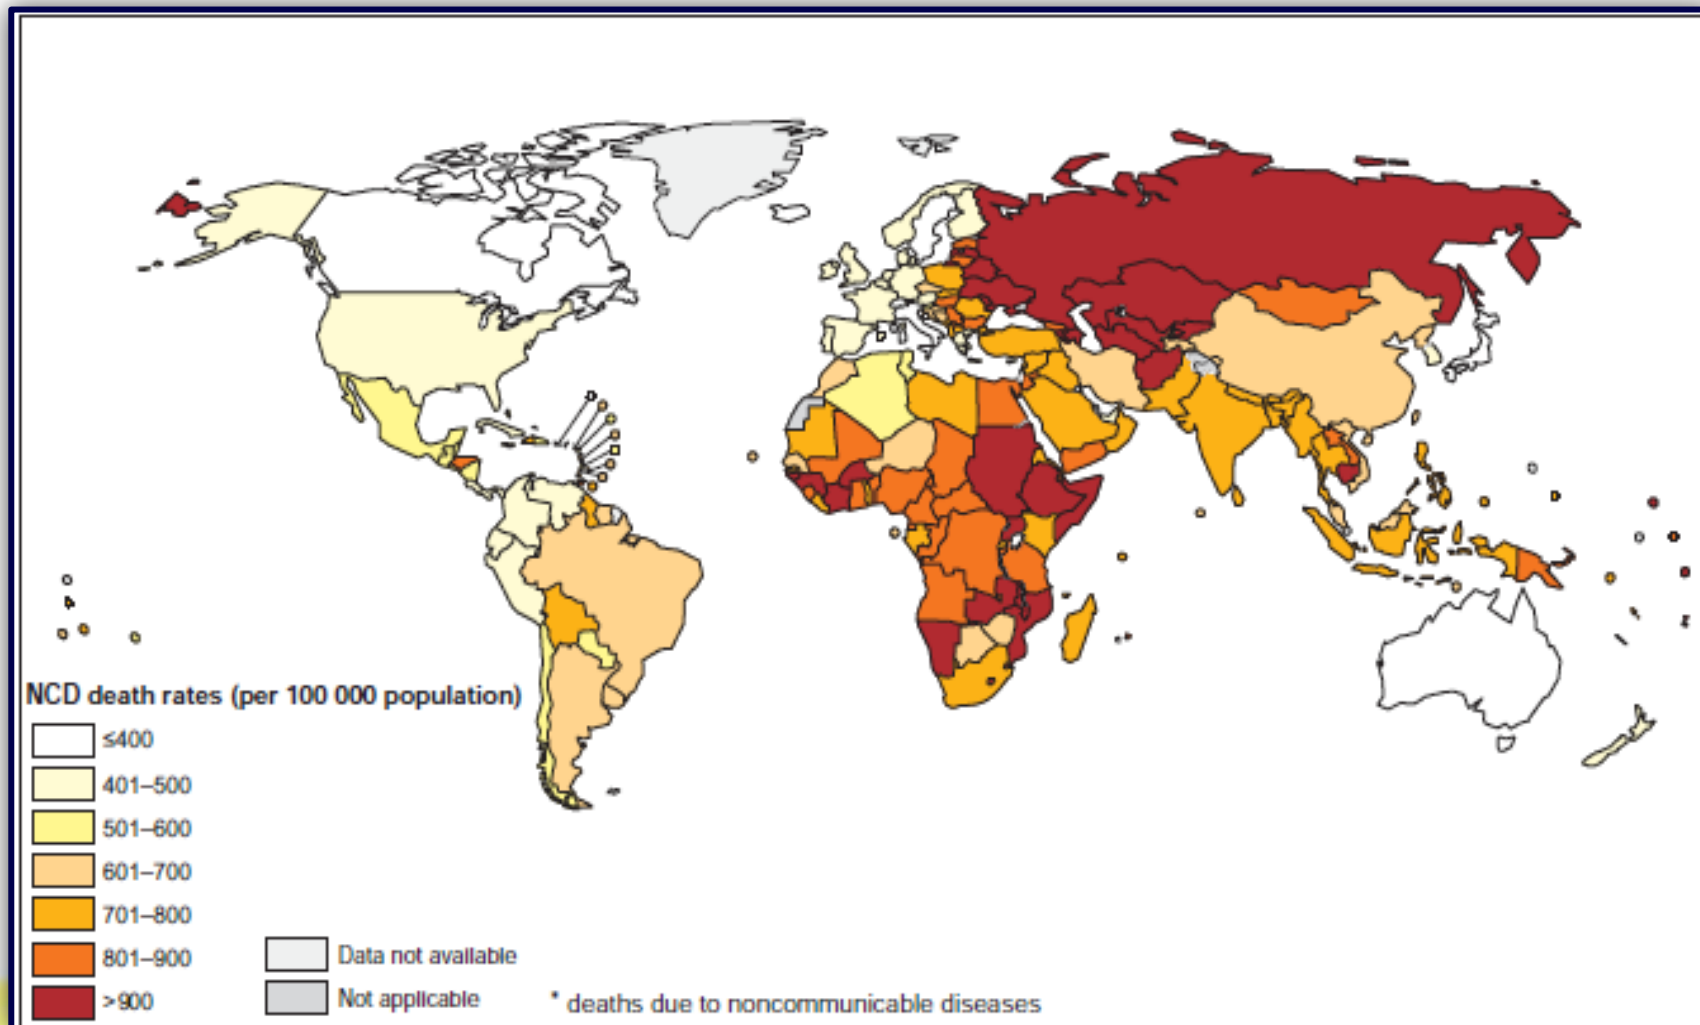 NCD death rates (per 100 000 population)
≤400
401–500
501–600
601–700
701–800
801–900
>900
Data not available
Not applicable
* deaths due to noncommunicable diseases